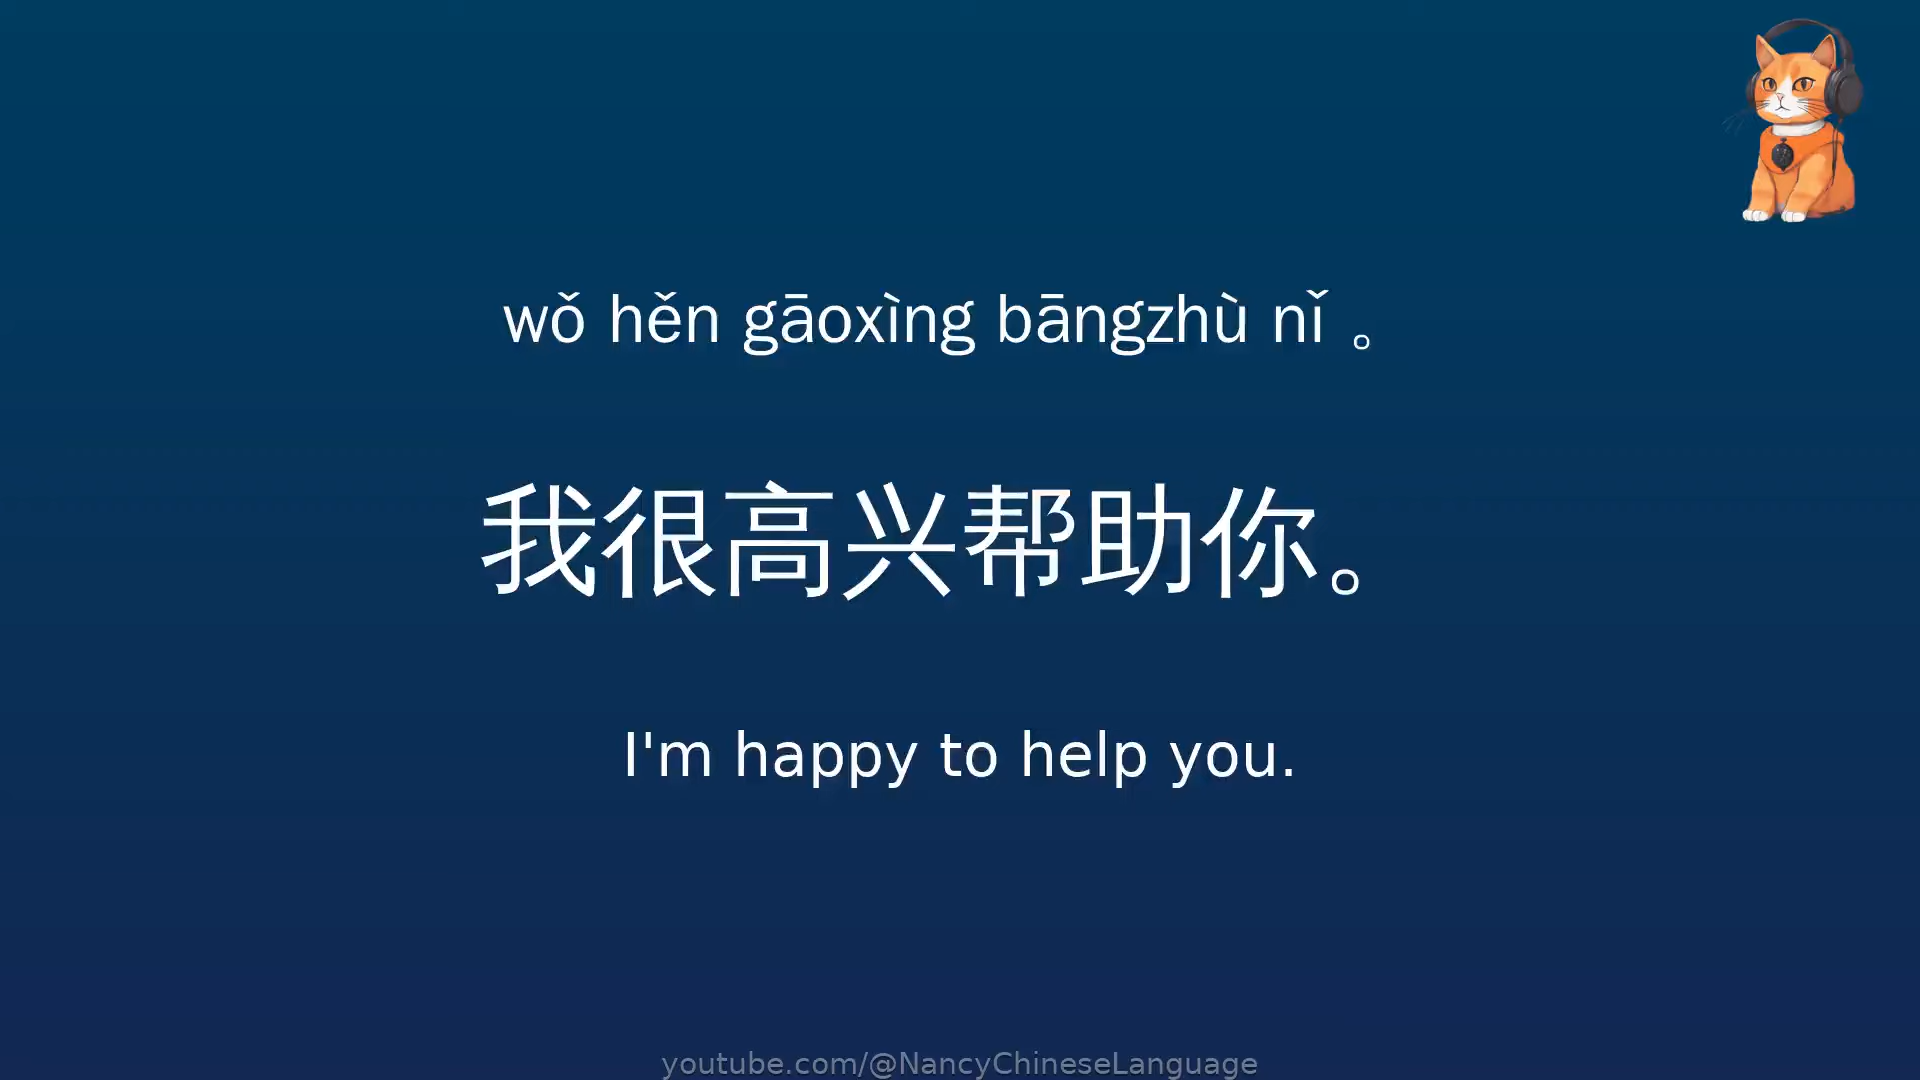 wǒ hěn gāoxìng bāngzhù nǐ 。
我很高兴帮助你。
I'm happy to help you.
youtube.com/@NancyChineseLanguage